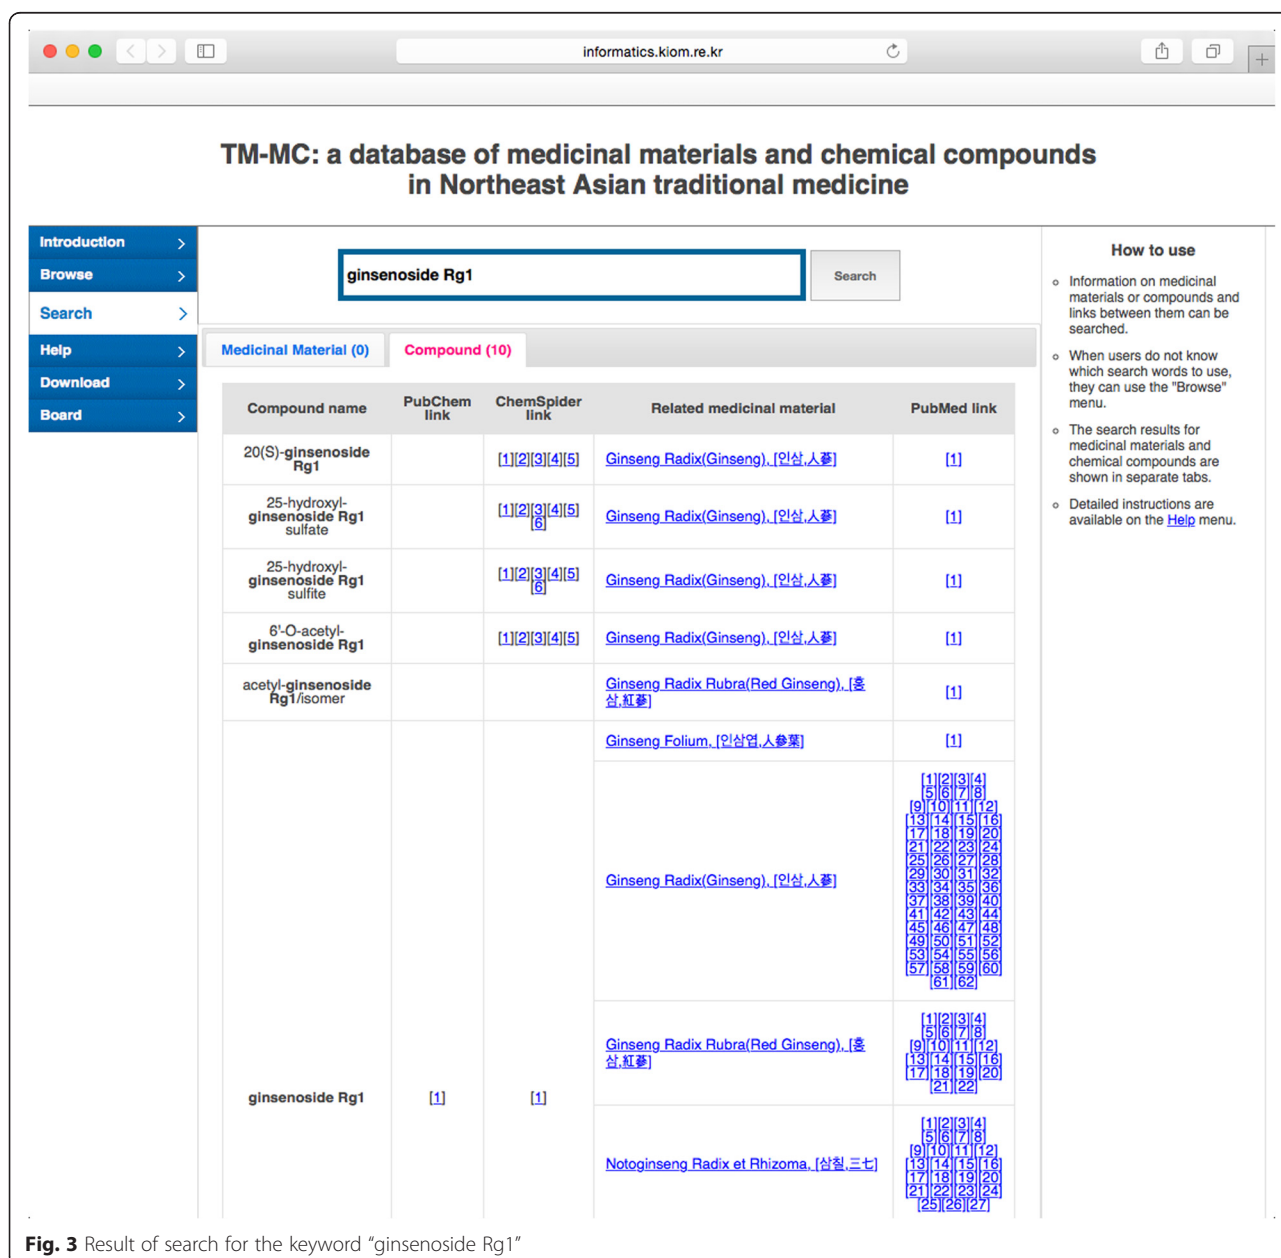 informatics.kiom.re.kr
TM-MC: a database of medicinal materials and chemical compounds
in Northeast Asian traditional medicine
Introduction
Browse
Search
Help
Download
Board
ginsenoside Rg1
Search
Medicinal Material (0)
Compound (10)
Compound name
PubChem
link
ChemSpider
link
Related medicinal material
PubMed link
20(S)-ginsenoside
Rg1
[1][2][3][4][5]
Ginseng Radix(Ginseng), [인삼,人蔘]
[1]
25-hydroxyl-
ginsenoside Rg1
sulfate
[1][2][3][4][5]
[6]
Ginseng Radix(Ginseng), [인삼,人蔘]
[1]
25-hydroxyl-
ginsenoside Rg1
sulfite
[1][2][3][4][5]
[6]
Ginseng Radix(Ginseng), [인삼,人蔘]
[1]
6'-O-acetyl-
ginsenoside Rg1
[1][2][3][4][5]
Ginseng Radix(Ginseng), [인삼,人蔘]
[1]
acetyl-ginsenoside
Rg1/isomer
Ginseng Radix Rubra(Red Ginseng), [홍
삼,紅蔘]
[1]
ginsenoside Rg1
[1]
[1]
Ginseng Folium, [인삼엽,人參葉]
[1]
Ginseng Radix(Ginseng), [인삼,人蔘]
[1][2][3][4]
[5][6][7][8]
[9][10][11][12]
[13][14][15][16]
[17][18][19][20]
[21][22][23][24]
[25][26][27][28]
[29][30][31][32]
[33][34][35][36]
[37][38][39][40]
[41][42][43][44]
[45][46][47][48]
[49][50][51][52]
[53][54][55][56]
[57][58][59][60]
[61][62]
Ginseng Radix Rubra(Red Ginseng), [홍
삼,紅蔘]
[1][2][3][4]
[5][6][7][8]
[9][10][11][12]
[13][14][15][16]
[17][18][19][20]
[21][22]
Notoginseng Radix et Rhizoma, [삼칠,三七]
[1][2][3][4]
[5][6][7][8]
[9][10][11][12]
[13][14][15][16]
[17][18][19][20]
[21][22][23][24]
[25][26][27]
How to use
Information on medicinal
materials or compounds and
links between them can be
searched.
When users do not know
which search words to use,
they can use the "Browse"
menu.
The search results for
medicinal materials and
chemical compounds are
shown in separate tabs.
Detailed instructions are
available on the Help menu.
Fig. 3 Result of search for the keyword “ginsenoside Rg1”